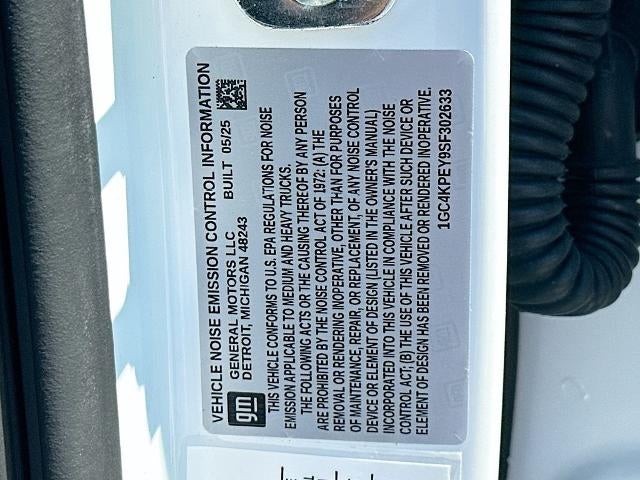 VEHICLE NOISE EMISSION CONTROL INFORMATION
gm
GENERAL MOTORS LLC
DETROIT, MICHIGAN 48243 BUILT 05/25
VEHICLE CONFORMS TO U.S. EPA REGULATIONS FOR NOISE
EMISSION APPLICABLE TO MEDIUM AND HEAVY TRUCKS.
THE FOLLOWING ACTS OR THE CAUSING THEREOF BY ANY PERSON
ARE PROHIBITED BY THE NOISE CONTROL ACT OF 1972: (A) THE
REMOVAL OR RENDERING INOPERATIVE, OTHER THAN FOR PURPOSES
OF MAINTENANCE, REPAIR, OR REPLACEMENT, OF ANY NOISE CONTROL
DEVICE OR ELEMENT OF DESIGN (LISTED IN THE OWNER'S MANUAL)
INCORPORATED INTO THIS VEHICLE IN COMPLIANCE WITH THE NOISE
CONTROL ACT; (B) THE USE OF THIS VEHICLE AFTER SUCH DEVICE OR
ELEMENT OF DESIGN HAS BEEN REMOVED OR RENDERED INOPERATIVE.
1GC4KPEY9SF302633